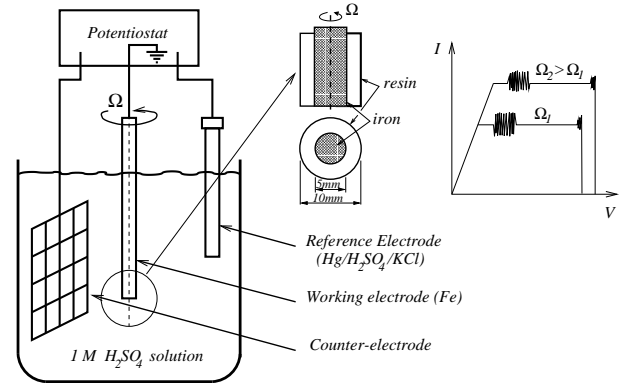 Potentiostat
Ω
Ω
resin
iron
5mm
10mm
I
Ω2>Ω1
Ω1
V
Reference Electrode
(Hg/H2SO4/KCl)
Working electrode (Fe)
Counter-electrode
1 M H2SO4 solution